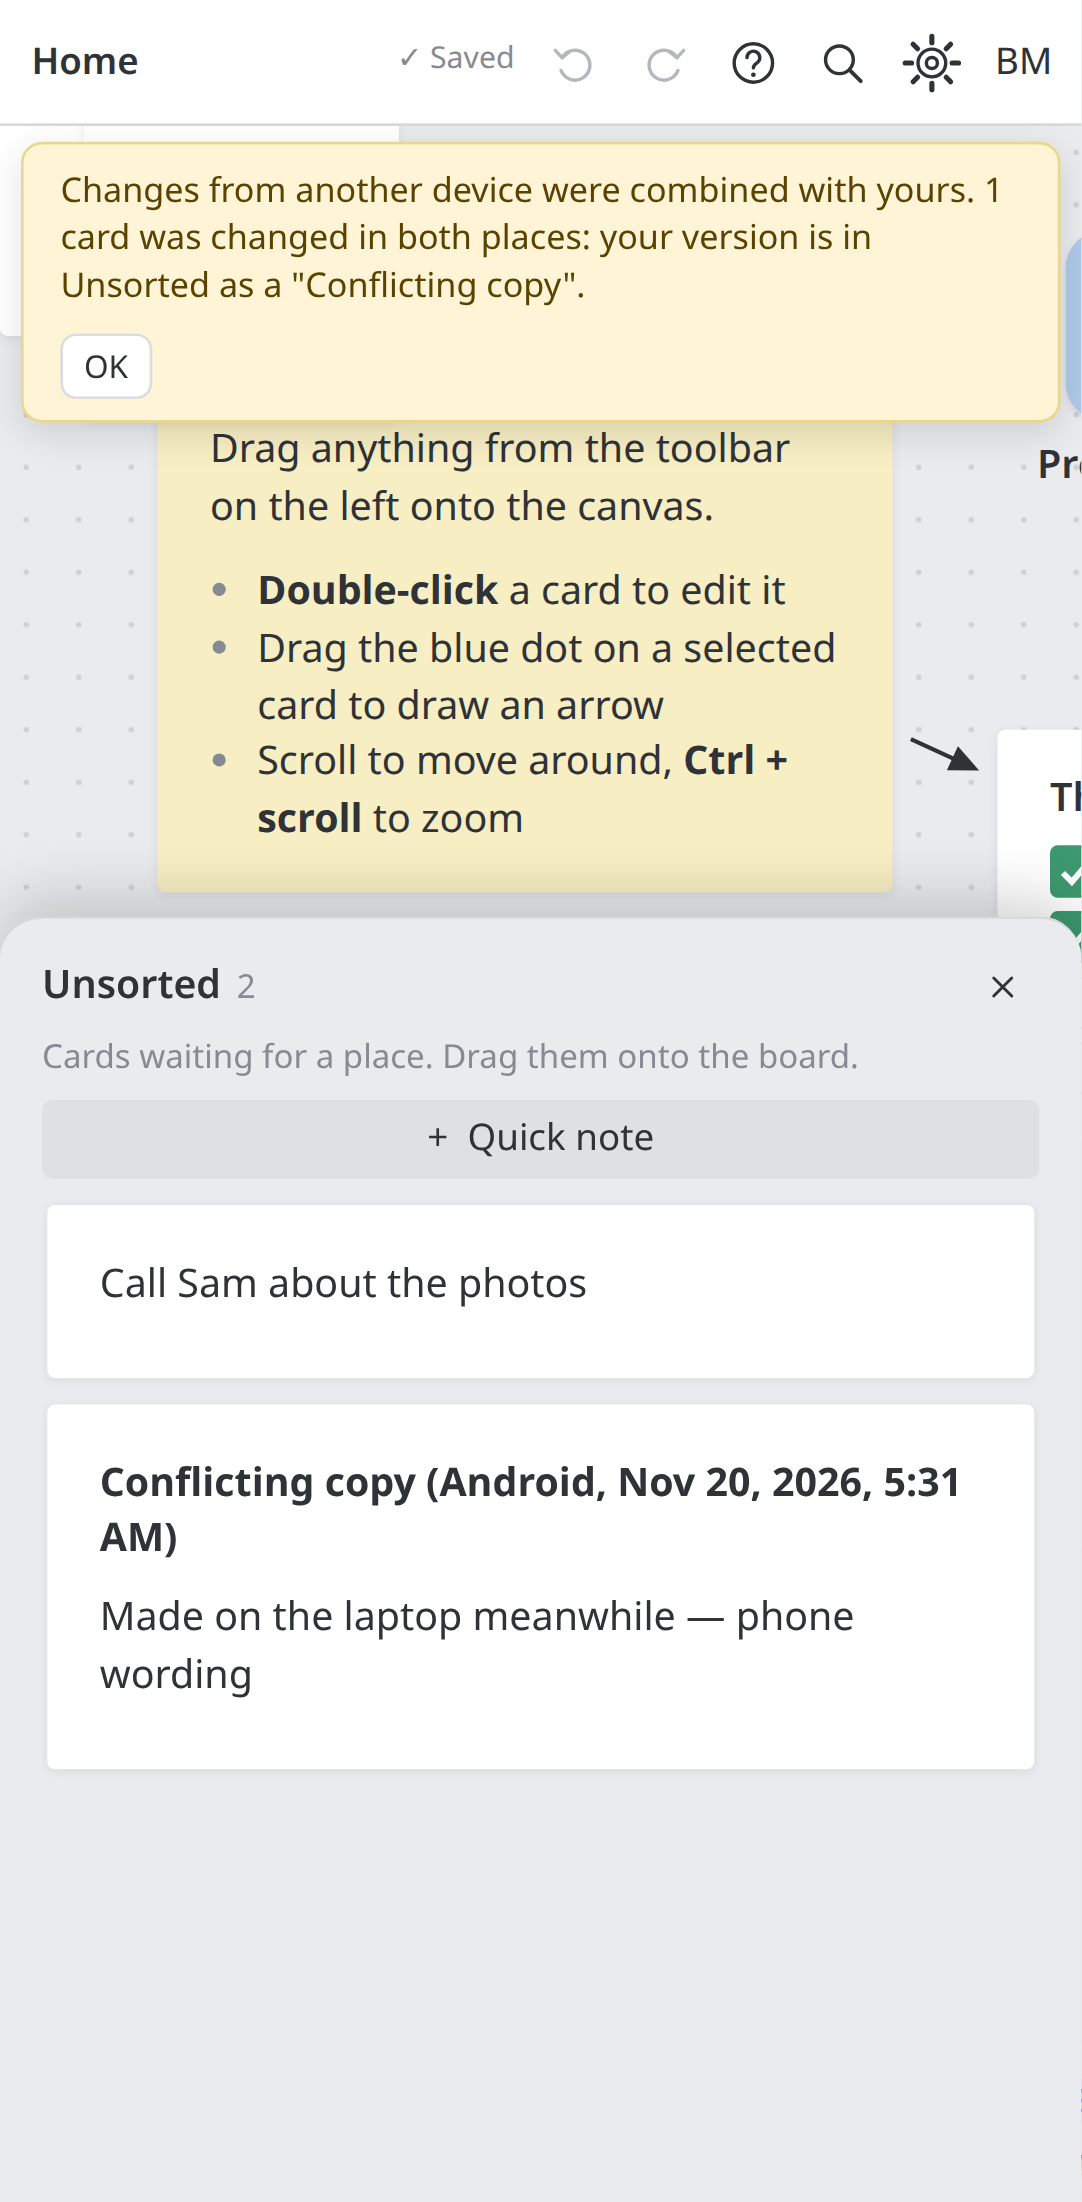 Home
✓ Saved
BM
Changes from another device were combined with yours. 1
card was changed in both places: your version is in
Unsorted as a "Conflicting copy".
OK
Drag anything from the toolbar
on the left onto the canvas.
• Double-click a card to edit it
• Drag the blue dot on a selected
card to draw an arrow
• Scroll to move around, Ctrl +
scroll to zoom
Unsorted 2
Cards waiting for a place. Drag them onto the board.
+ Quick note
Call Sam about the photos
Conflicting copy (Android, Nov 20, 2026, 5:31
AM)
Made on the laptop meanwhile — phone
wording